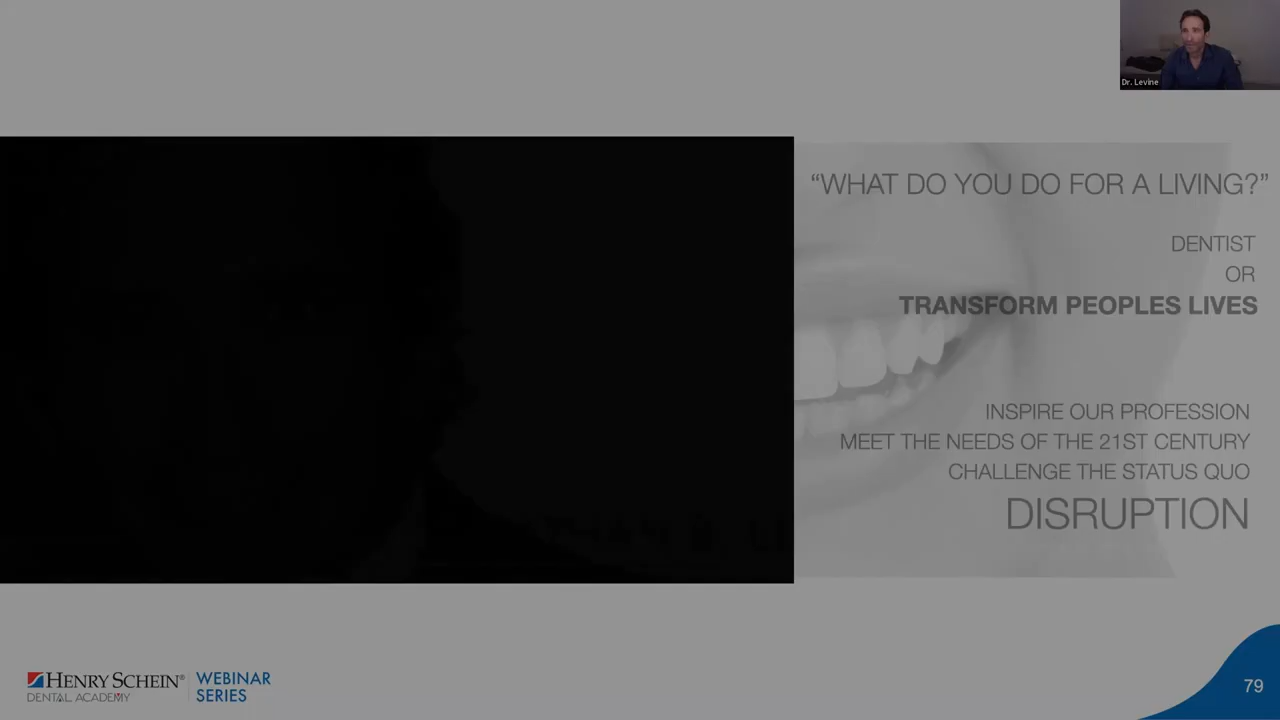 Dr. Levine
“WHAT DO YOU DO FOR A LIVING?”
DENTIST
OR
TRANSFORM PEOPLES LIVES
INSPIRE OUR PROFESSION
MEET THE NEEDS OF THE 21ST CENTURY
CHALLENGE THE STATUS QUO
DISRUPTION
HENRY SCHEIN®
DENTAL ACADEMY
WEBINAR
SERIES
79